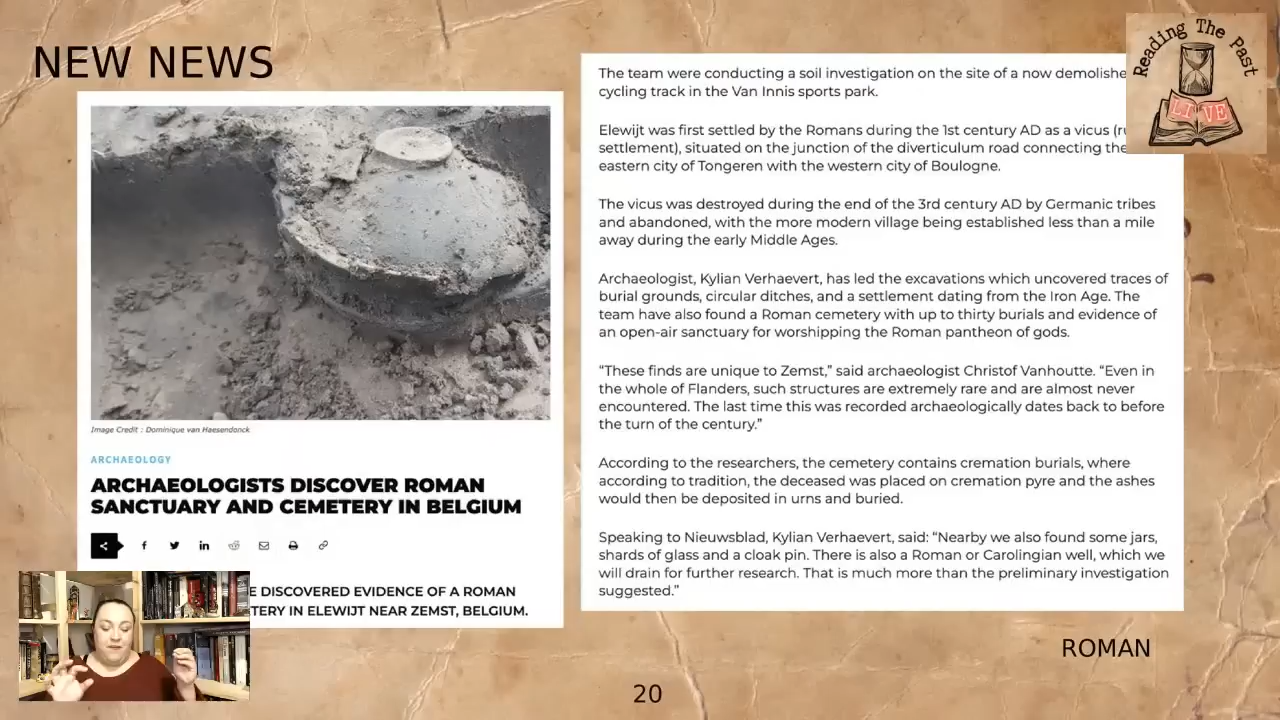 NEW NEWS
Image Credit : Dominique van Haesendonck
ARCHAEOLOGY
ARCHAEOLOGISTS DISCOVER ROMAN
SANCTUARY AND CEMETERY IN BELGIUM
E DISCOVERED EVIDENCE OF A ROMAN
TERY IN ELEWIJT NEAR ZEMST, BELGIUM.
The team were conducting a soil investigation on the site of a now demolishe
cycling track in the Van Innis sports park.
Elewijt was first settled by the Romans during the 1st century AD as a vicus (ru
settlement), situated on the junction of the diverticulum road connecting the
eastern city of Tongeren with the western city of Boulogne.
The vicus was destroyed during the end of the 3rd century AD by Germanic tribes
and abandoned, with the more modern village being established less than a mile
away during the early Middle Ages.
Archaeologist, Kylian Verhaevert, has led the excavations which uncovered traces of
burial grounds, circular ditches, and a settlement dating from the Iron Age. The
team have also found a Roman cemetery with up to thirty burials and evidence of
an open-air sanctuary for worshipping the Roman pantheon of gods.
“These finds are unique to Zemst,” said archaeologist Christof Vanhoutte. “Even in
the whole of Flanders, such structures are extremely rare and are almost never
encountered. The last time this was recorded archaeologically dates back to before
the turn of the century.”
According to the researchers, the cemetery contains cremation burials, where
according to tradition, the deceased was placed on cremation pyre and the ashes
would then be deposited in urns and buried.
Speaking to Nieuwsblad, Kylian Verhaevert, said: “Nearby we also found some jars,
shards of glass and a cloak pin. There is also a Roman or Carolingian well, which we
will drain for further research. That is much more than the preliminary investigation
suggested.”
Reading The Past
LIVE
ROMAN
20